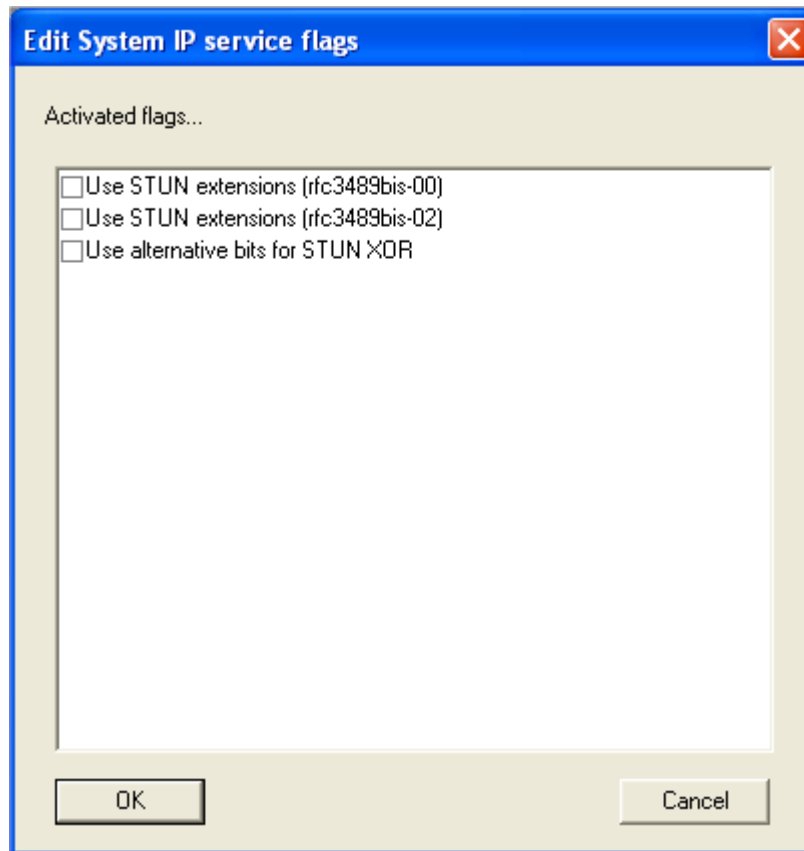 Edit System IP service flags
Activated flags...
Use STUN extensions (rfc3489bis-00)
Use STUN extensions (rfc3489bis-02)
Use alternative bits for STUN XOR
OK
Cancel